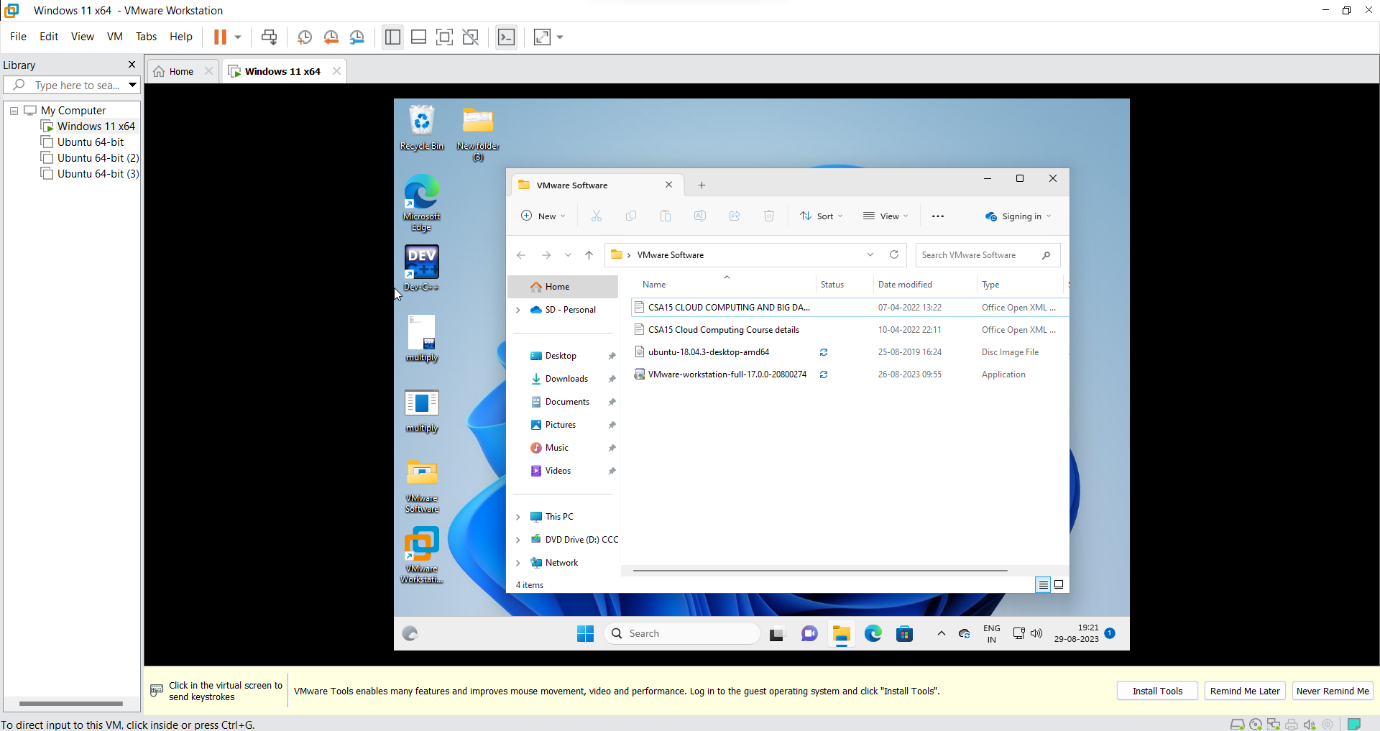 Windows 11 x64 - VMware Workstation
File Edit View VM Tabs Help
Library
Type here to sea...
My Computer
Windows 11 x64
Ubuntu 64-bit
Ubuntu 64-bit (2)
Ubuntu 64-bit (3)
Home
Windows 11 x64
Recycle Bin
New folder
(3)
Microsoft
Edge
DEV
Dev-C++
multiply
multiply
VMware
Software
VMware
Workstati...
VMware Software
New
Sort
View
Signing in
VMware Software
Search VMware Software
Home
SD - Personal
Desktop
Downloads
Documents
Pictures
Music
Videos
This PC
DVD Drive (D:) CCC
Network
4 items
Name Status Date modified Type
CSA15 CLOUD COMPUTING AND BIG DA... 07-04-2022 13:22 Office Open XML ...
CSA15 Cloud Computing Course details 10-04-2022 22:11 Office Open XML ...
ubuntu-18.04.3-desktop-amd64 25-08-2019 16:24 Disc Image File
VMware-workstation-full-17.0.0-20800274 26-08-2023 09:55 Application
Search
ENG
IN
19:21
29-08-2023
1
Click in the virtual screen to
send keystrokes
VMware Tools enables many features and improves mouse movement, video and performance. Log in to the guest operating system and click "Install Tools".
Install Tools
Remind Me Later
Never Remind Me
To direct input to this VM, click inside or press Ctrl+G.